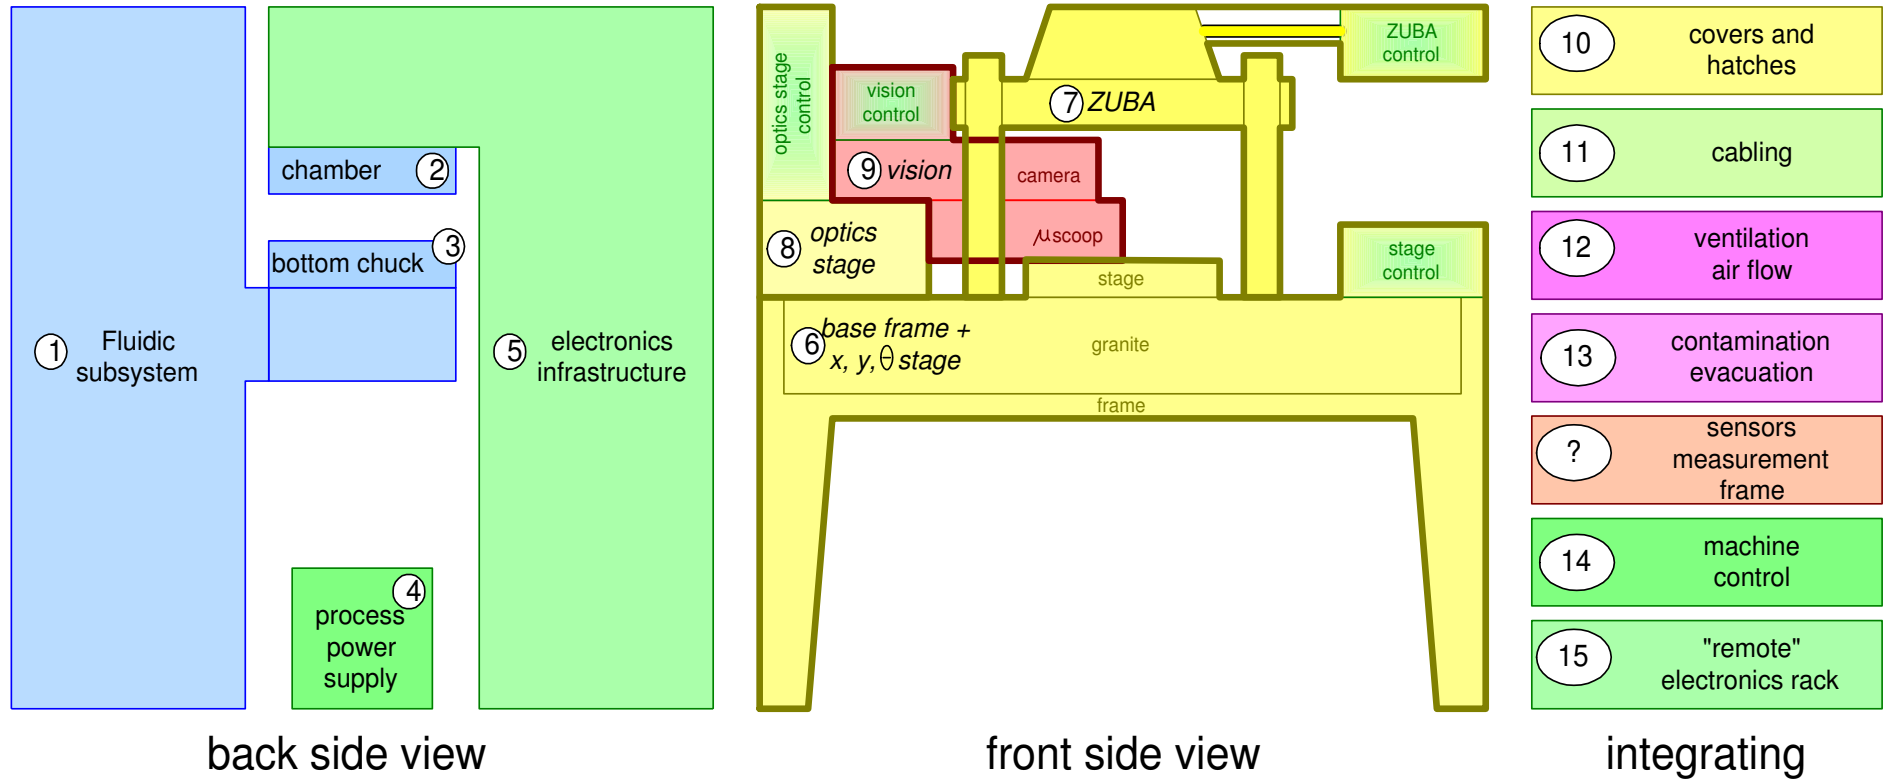 chamber 2
3
bottom chuck
1 Fluidic
subsystem
5 electronics
infrastructure
4
process
power
supply
back side view
optics stage
control
vision
control
ZUBA
control
7 ZUBA
9 vision
camera
μscoop
8 optics
stage
stage
stage
control
6 base frame +
x, y, θ stage
granite
frame
front side view
10 covers and
hatches
11 cabling
12 ventilation
air flow
13 contamination
evacuation
? sensors
measurement
frame
14 machine
control
15 "remote"
electronics rack
integrating